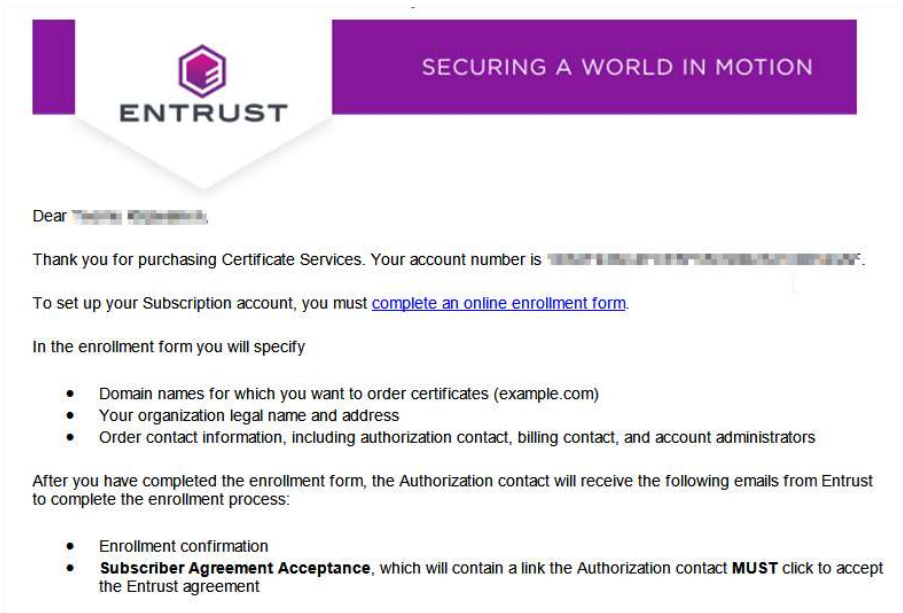 ENTRUST
SECURING A WORLD IN MOTION
Dear
Thank you for purchasing Certificate Services. Your account number is
To set up your Subscription account, you must complete an online enrollment form.
In the enrollment form you will specify
• Domain names for which you want to order certificates (example.com)
• Your organization legal name and address
• Order contact information, including authorization contact, billing contact, and account administrators
After you have completed the enrollment form, the Authorization contact will receive the following emails from Entrust
to complete the enrollment process:
• Enrollment confirmation
• Subscriber Agreement Acceptance, which will contain a link the Authorization contact MUST click to accept
the Entrust agreement